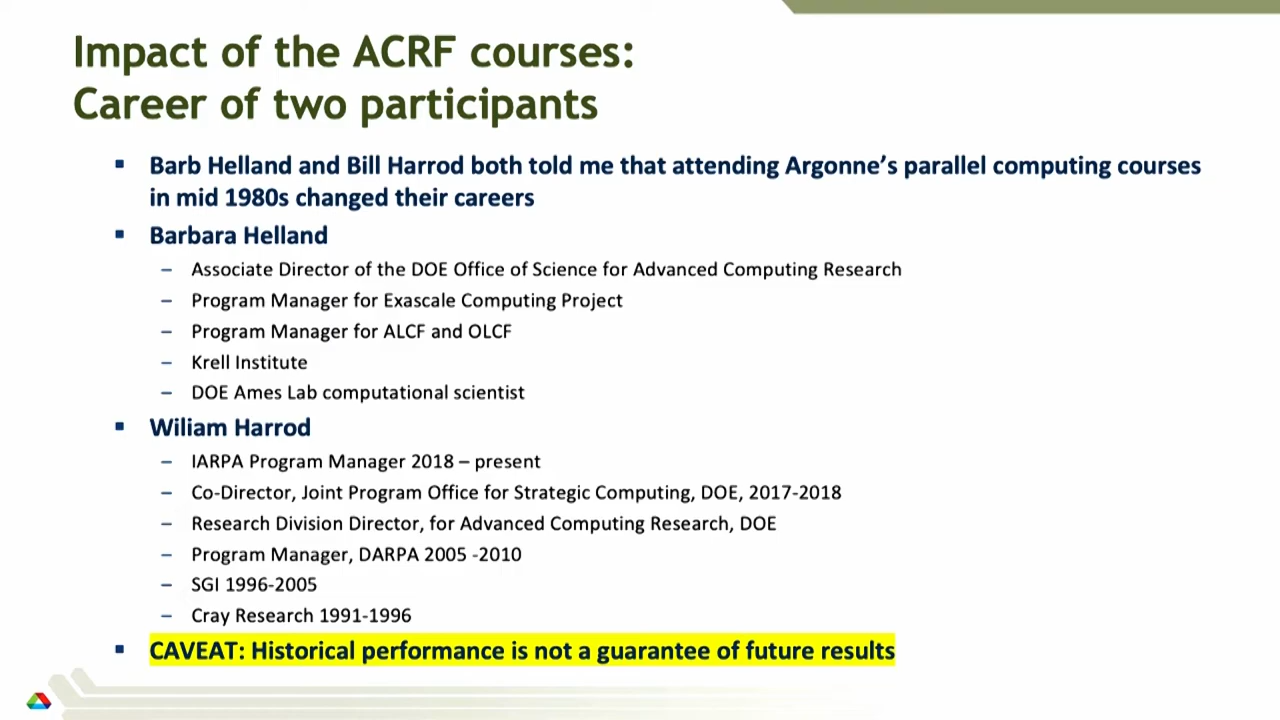 Impact of the ACRF courses:
Career of two participants
▪ Barb Helland and Bill Harrod both told me that attending Argonne’s parallel computing courses
in mid 1980s changed their careers
▪ Barbara Helland
– Associate Director of the DOE Office of Science for Advanced Computing Research
– Program Manager for Exascale Computing Project
– Program Manager for ALCF and OLCF
– Krell Institute
– DOE Ames Lab computational scientist
▪ Wiliam Harrod
– IARPA Program Manager 2018 – present
– Co-Director, Joint Program Office for Strategic Computing, DOE, 2017-2018
– Research Division Director, for Advanced Computing Research, DOE
– Program Manager, DARPA 2005 -2010
– SGI 1996-2005
– Cray Research 1991-1996
▪ CAVEAT: Historical performance is not a guarantee of future results